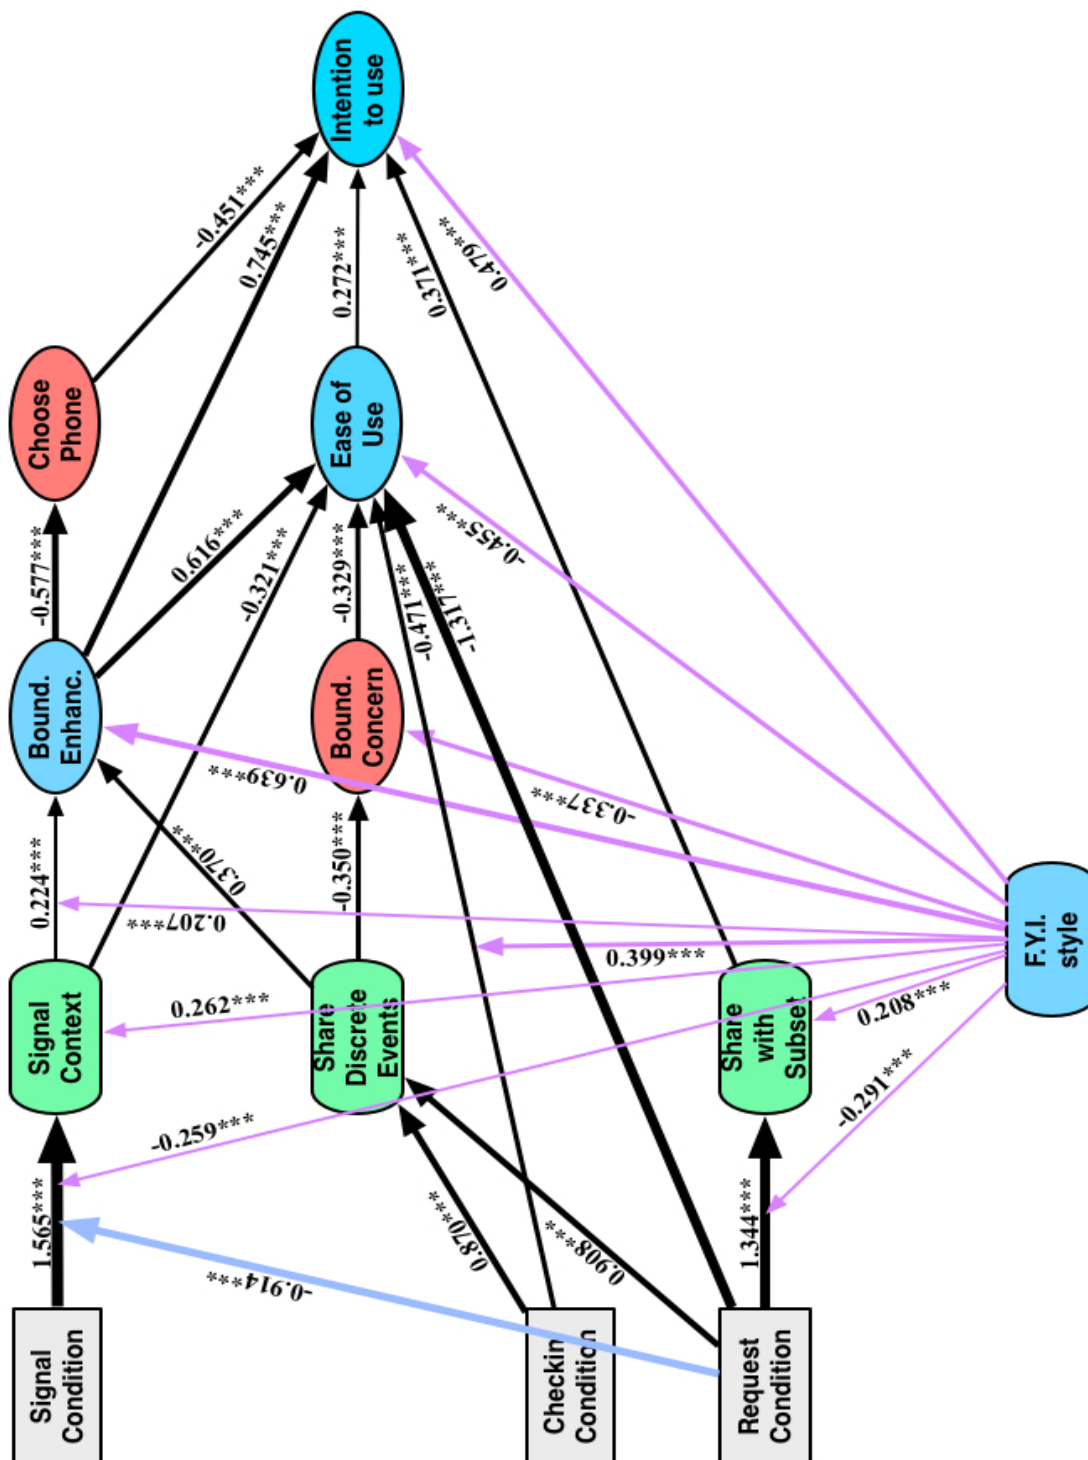 Signal
Condition
Checkin
Condition
Request
Condition
1.565***
-0.914***
0.870***
0.908***
1.344***
-0.259***
-0.291***
Signal
Context
Share
Discrete
Events
Share
with
Subset
0.262***
0.399***
0.208***
F.Y.I.
style
0.224***
0.207***
0.370***
-0.350***
Bound.
Enhanc.
Bound.
Concern
0.639***
-0.337***
-0.577***
0.616***
-0.321***
-0.329***
-0.471***
-1.317***
-0.455***
Choose
Phone
Ease of
Use
-0.451***
0.745***
0.272***
0.371***
0.479***
Intention
to use